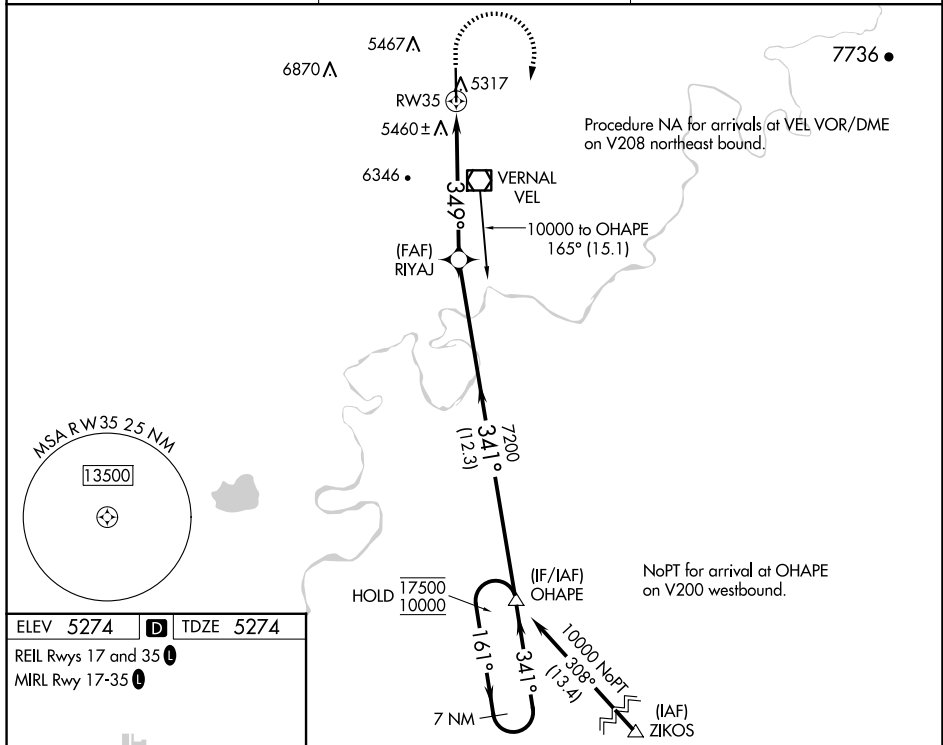 5467
6870
5317
7736
RW35
5460±
Procedure NA for arrivals at VEL VOR/DME
on V208 northeast bound.
6346
VERNAL
VEL
349°
10000 to OHAPE
165° (15.1)
(FAF)
RIYAJ
MSA RW35 25 NM
13500
7200
341°
(12.3)
HOLD 17500
10000
(IF/IAF)
OHAPE
NoPT for arrival at OHAPE
on V200 westbound.
161°
341°
10000 NoPT
308°
(13.4)
7 NM
(IAF)
ZIKOS
ELEV 5274 D TDZE 5274
REIL Rwys 17 and 35 L
MIRL Rwy 17-35 L